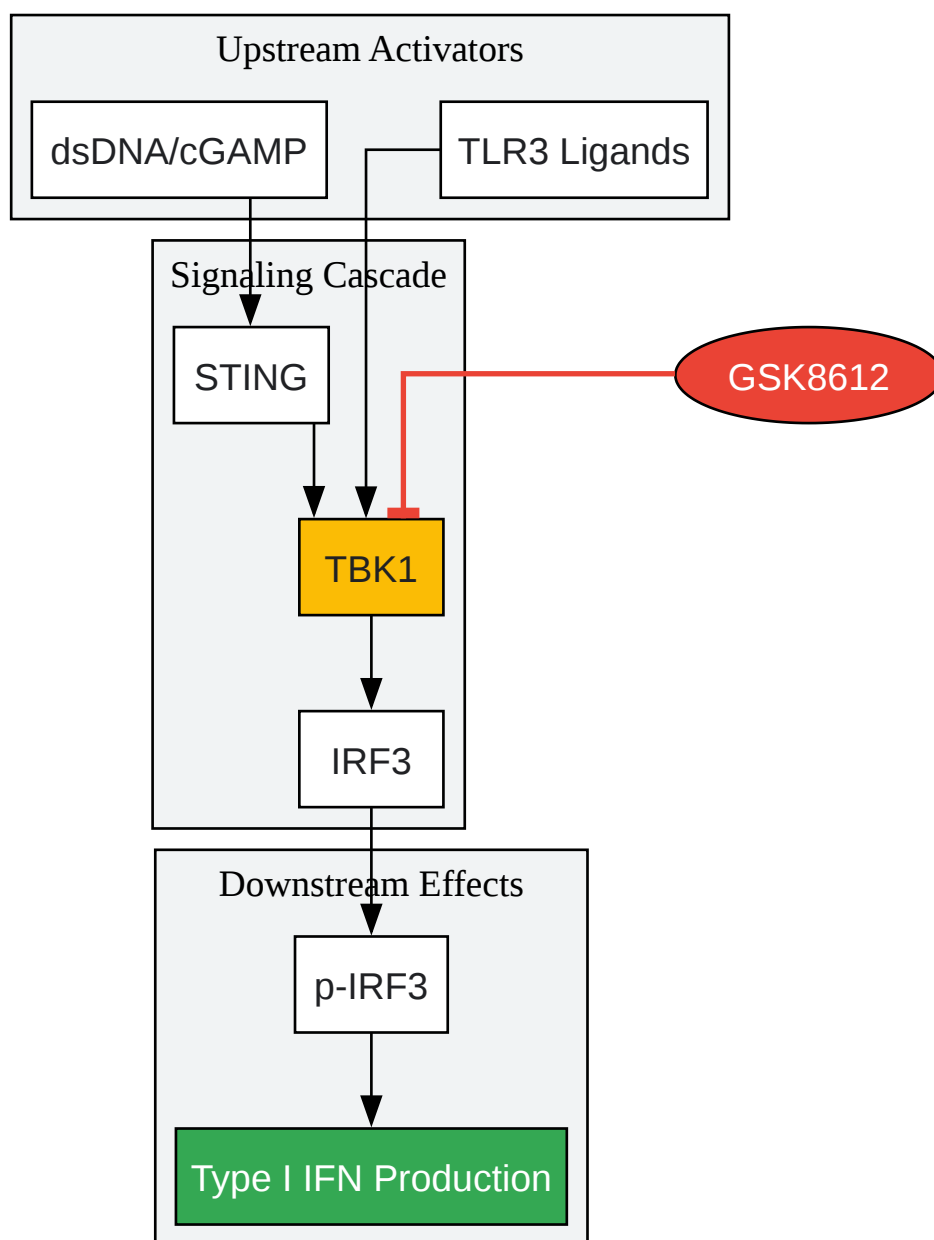 Upstream Activators
dsDNA/cGAMP
TLR3 Ligands
Signaling Cascade
STING
GSK8612
TBK1
IRF3
Downstream Effects
p-IRF3
Type I IFN Production